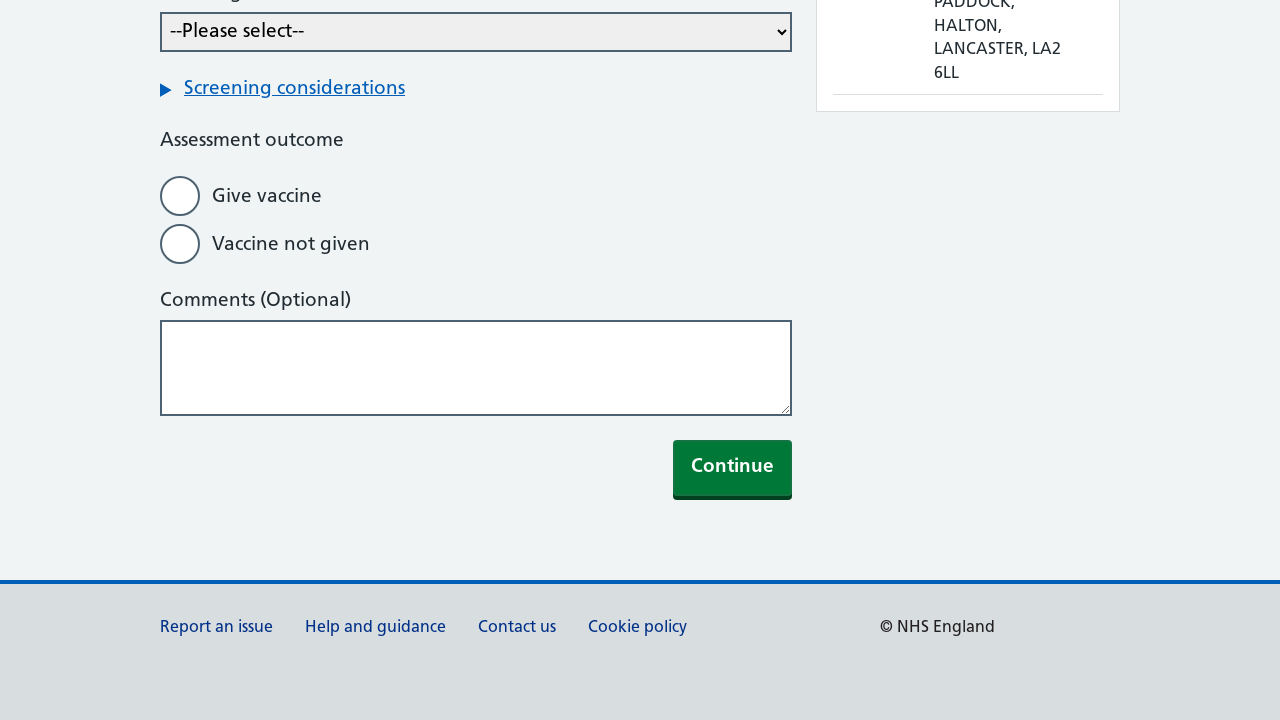 --Please select--
Screening considerations
Assessment outcome
Give vaccine
Vaccine not given
Comments (Optional)
Continue
PADDOCK,
HALTON,
LANCASTER, LA2
6LL
Report an issue
Help and guidance
Contact us
Cookie policy
© NHS England